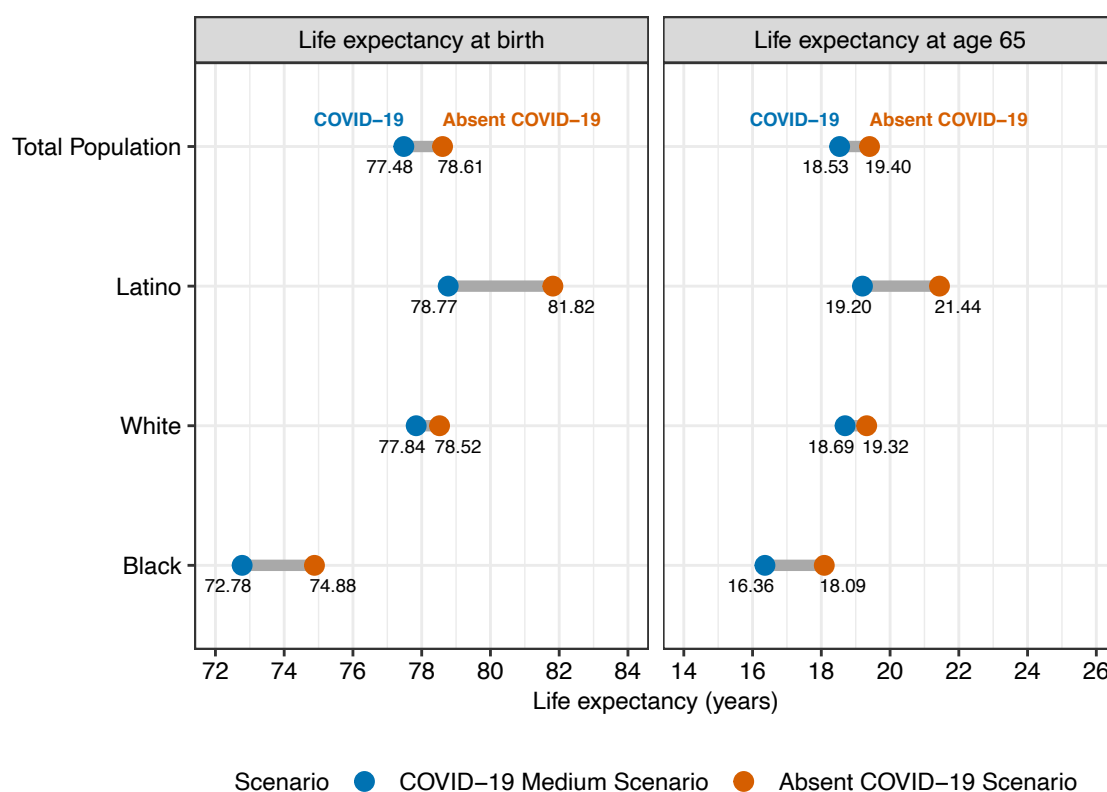 Life expectancy at birth
Life expectancy at age 65
COVID−19 Absent COVID−19
COVID−19 Absent COVID−19
Total Population
77.48 78.61
18.53 19.40
Latino
78.77 81.82
19.20 21.44
White
77.84 78.52
18.69 19.32
Black
72.78 74.88
16.36 18.09
72 74 76 78 80 82 84
14 16 18 20 22 24 26
Life expectancy (years)
Scenario COVID−19 Medium Scenario Absent COVID−19 Scenario